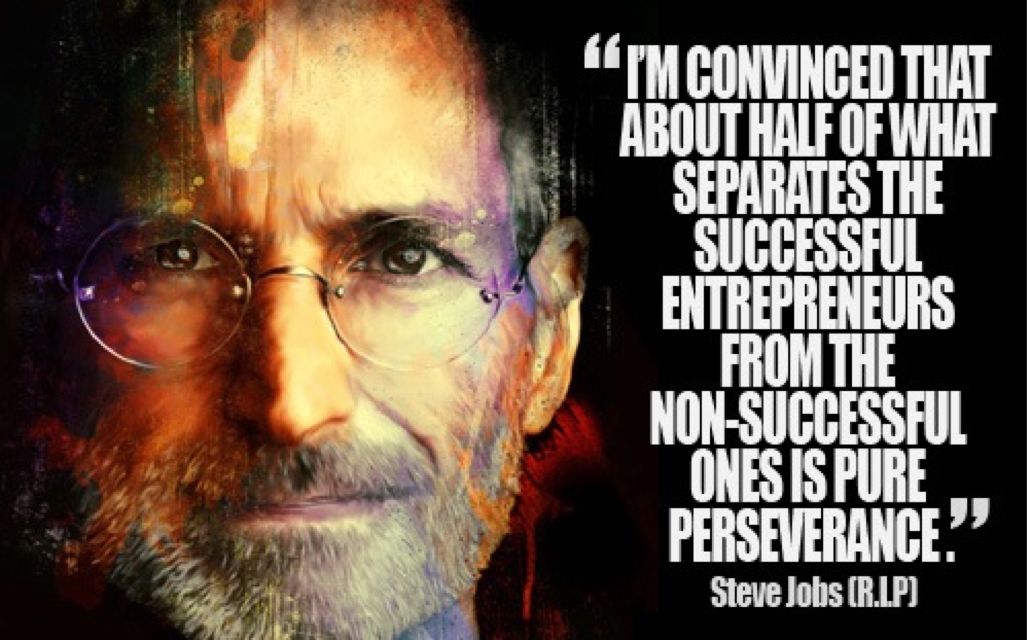 “I’M CONVINCED THAT
ABOUT HALF OF WHAT
SEPARATES THE
SUCCESSFUL
ENTREPRENEURS
FROM THE
NON-SUCCESSFUL
ONES IS PURE
PERSEVERANCE.”
Steve Jobs (R.I.P)